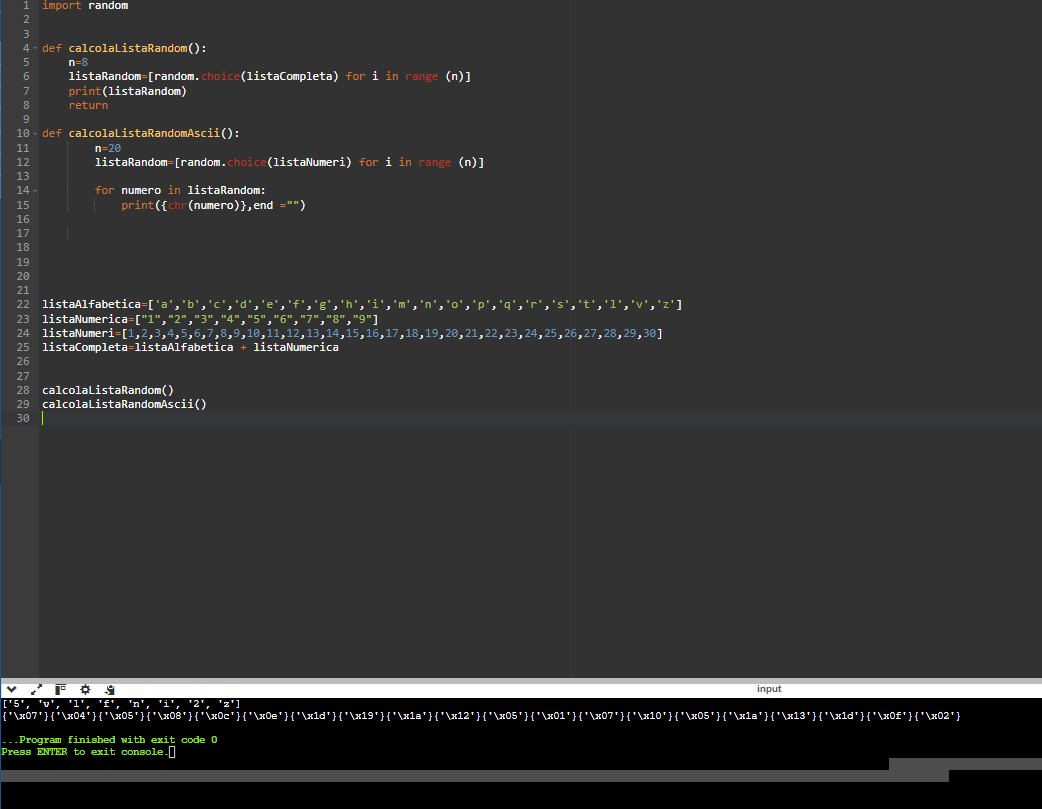 1 import random
2
3
4 def calcolaListaRandom():
5 n=8
6 listaRandom=[random.choice(listaCompleta) for i in range (n)]
7 print(listaRandom)
8 return
9
10 def calcolaListaRandomAscii():
11 n=20
12 listaRandom=[random.choice(listaNumeri) for i in range (n)]
13
14 for numero in listaRandom:
15 print({chr(numero)},end ="")
16
17
18
19
20
21
22 listaAlfabetica=['a','b','c','d','e','f','g','h','i','m','n','o','p','q','r','s','t','l','v','z']
23 listaNumerica=["1","2","3","4","5","6","7","8","9"]
24 listaNumeri=[1,2,3,4,5,6,7,8,9,10,11,12,13,14,15,16,17,18,19,20,21,22,23,24,25,26,27,28,29,30]
25 listaCompleta=listaAlfabetica + listaNumerica
26
27
28 calcolaListaRandom()
29 calcolaListaRandomAscii()
30
input
['5', 'v', 'l', 'f', 'n', 'i', '2', 'z']
{'\x07'}{'\x04'}{'\x05'}{'\x08'}{'\x0c'}{'\x0e'}{'\x1d'}{'\x19'}{'\x1a'}{'\x12'}{'\x05'}{'\x01'}{'\x07'}{'\x10'}{'\x05'}{'\x1a'}{'\x13'}{'\x1d'}{'\x0f'}{'\x02'}
...Program finished with exit code 0
Press ENTER to exit console.